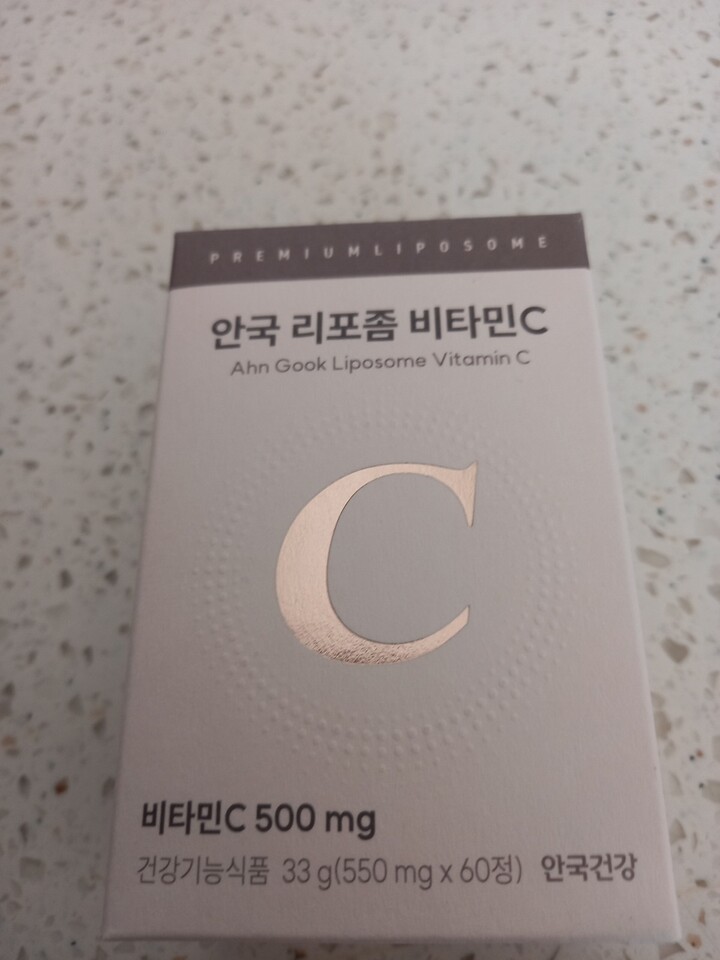 PREMIUMLIPOSOME
안국 리포좀 비타민C
Ahn Gook Liposome Vitamin C
C
비타민C 500 mg
건강기능식품 33 g(550 mg x 60정) 안국건강